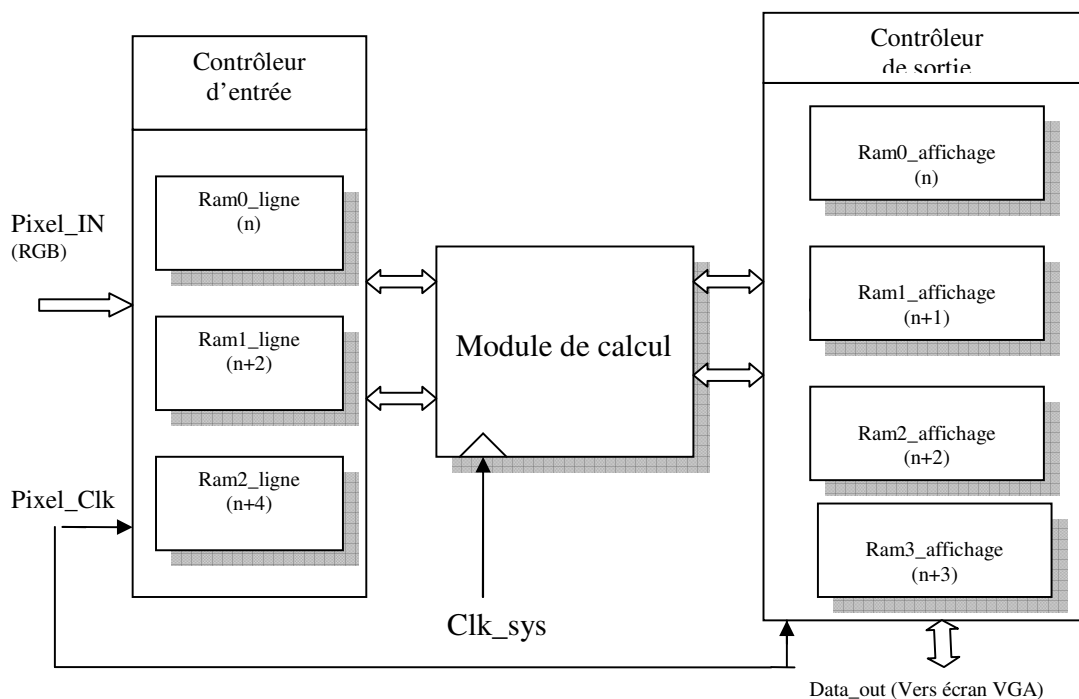 Contrôleur
d'entrée
Ram0_ligne
(n)
Ram1_ligne
(n+2)
Ram2_ligne
(n+4)
Pixel_IN
(RGB)
Pixel_Clk
Module de calcul
Clk_sys
Contrôleur
de sortie
Ram0_affichage
(n)
Ram1_affichage
(n+1)
Ram2_affichage
(n+2)
Ram3_affichage
(n+3)
Data_out (Vers écran VGA)